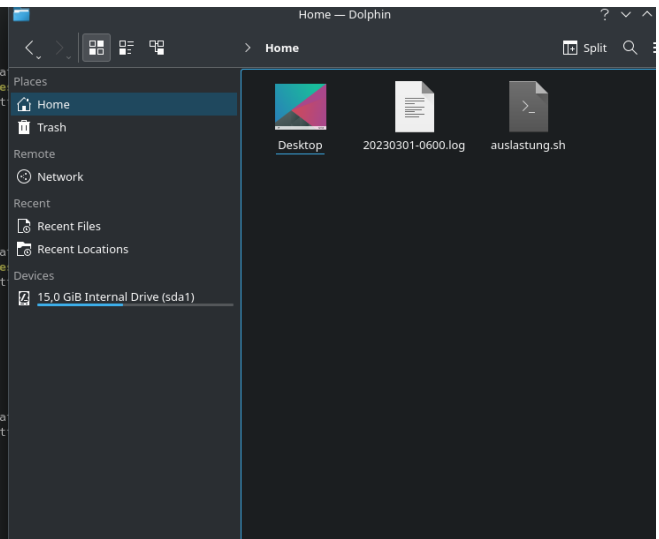 Home — Dolphin
Home
Split
Places
Home
Trash
Remote
Network
Recent
Recent Files
Recent Locations
Devices
15,0 GiB Internal Drive (sda1)
Desktop
20230301-0600.log
auslastung.sh